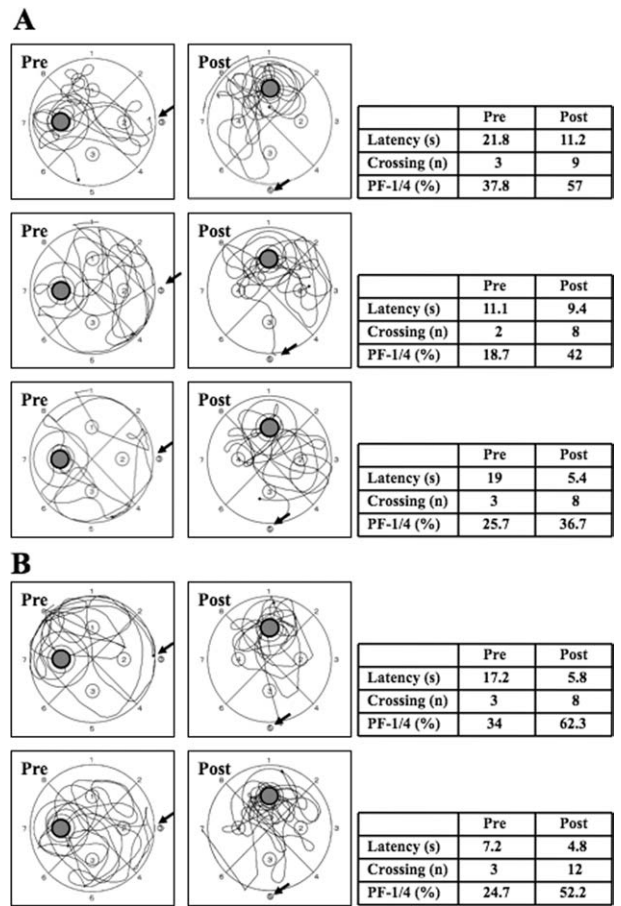 A
Pre
Post
Pre Post
Latency (s) 21.8 11.2
Crossing (n) 3 9
PF-1/4 (%) 37.8 57
Pre
Post
Pre Post
Latency (s) 11.1 9.4
Crossing (n) 2 8
PF-1/4 (%) 18.7 42
Pre
Post
Pre Post
Latency (s) 19 5.4
Crossing (n) 3 8
PF-1/4 (%) 25.7 36.7
B
Pre
Post
Pre Post
Latency (s) 17.2 5.8
Crossing (n) 3 8
PF-1/4 (%) 34 62.3
Pre
Post
Pre Post
Latency (s) 7.2 4.8
Crossing (n) 3 12
PF-1/4 (%) 24.7 52.2